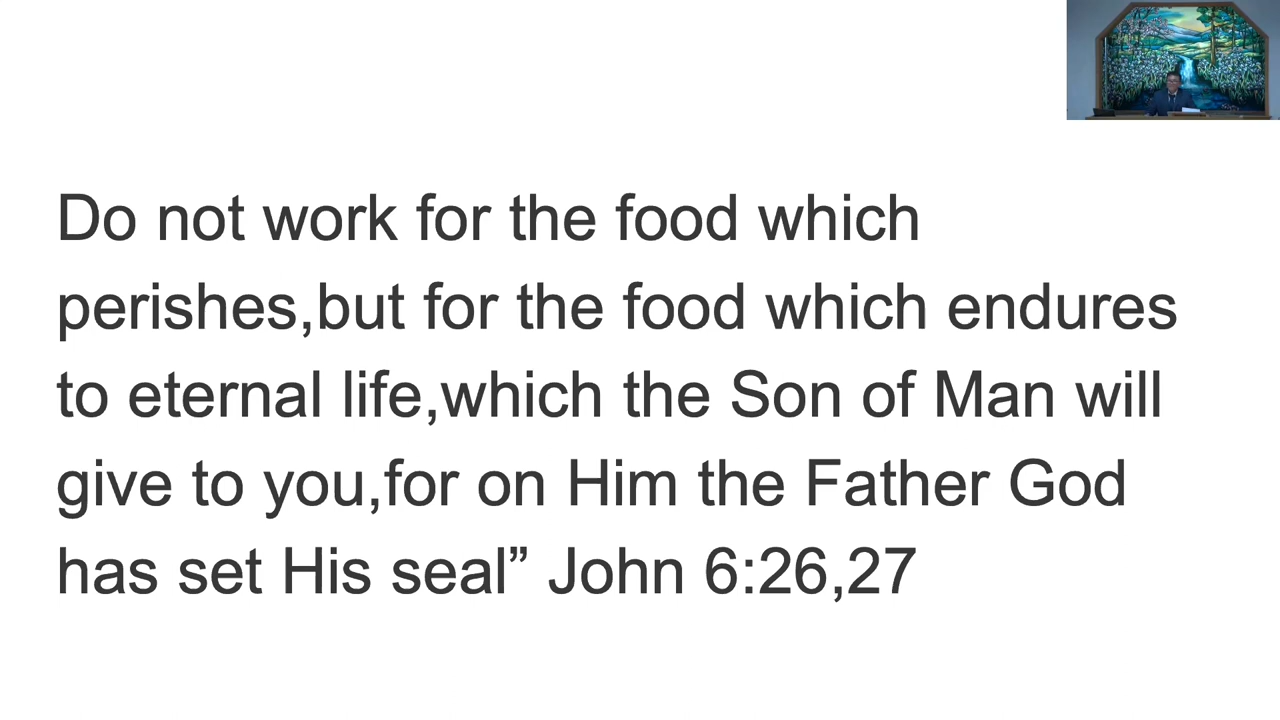 Do not work for the food which
perishes,but for the food which endures
to eternal life,which the Son of Man will
give to you,for on Him the Father God
has set His seal” John 6:26,27